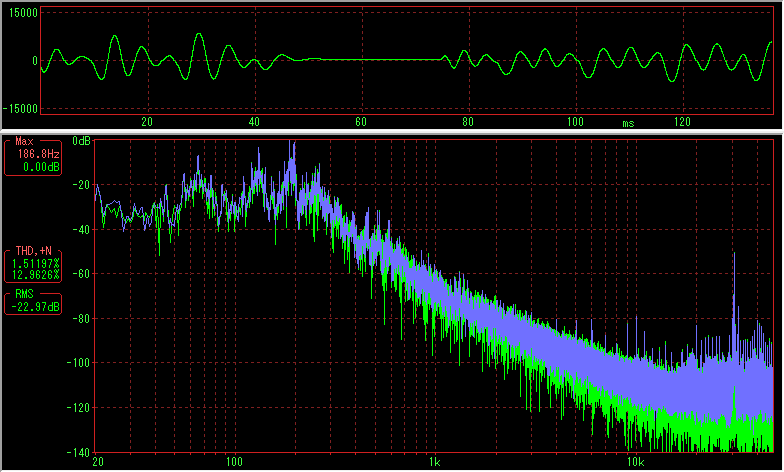 15000
0
-15000
20 40 60 80 100 ms 120
Max
186.8Hz
0.00dB
THD,+N
1.51197%
12.9626%
RMS
-22.97dB
0dB
-20
-40
-60
-80
-100
-120
-140
20 100 1k 10k